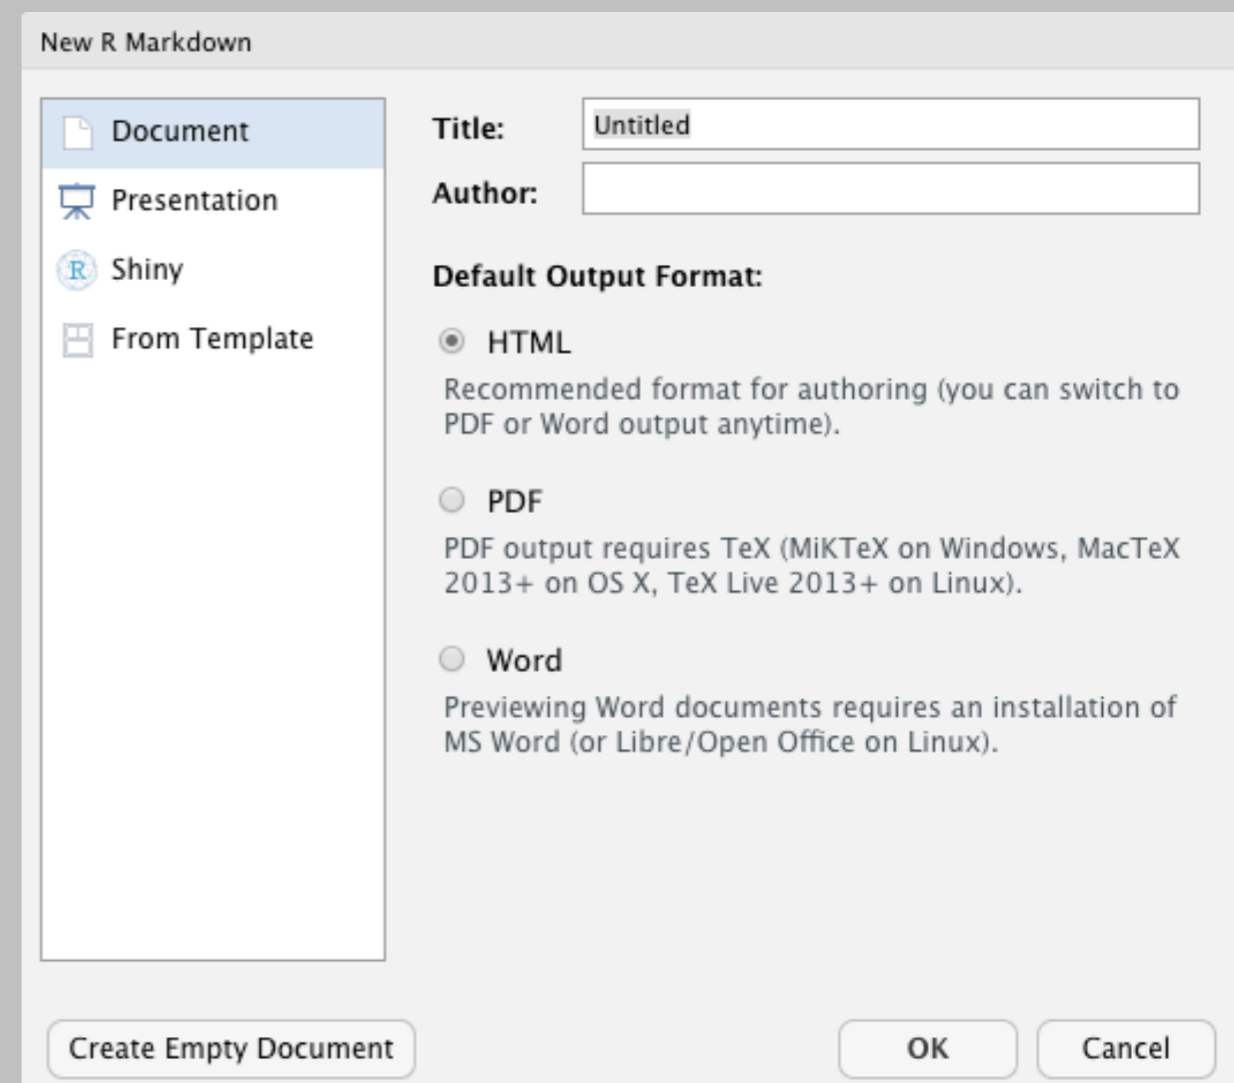 New R Markdown
Document
Presentation
Shiny
From Template
Title: Untitled
Author:
Default Output Format:
HTML
Recommended format for authoring (you can switch to
PDF or Word output anytime).
PDF
PDF output requires TeX (MiKTeX on Windows, MacTeX
2013+ on OS X, TeX Live 2013+ on Linux).
Word
Previewing Word documents requires an installation of
MS Word (or Libre/Open Office on Linux).
Create Empty Document
OK
Cancel